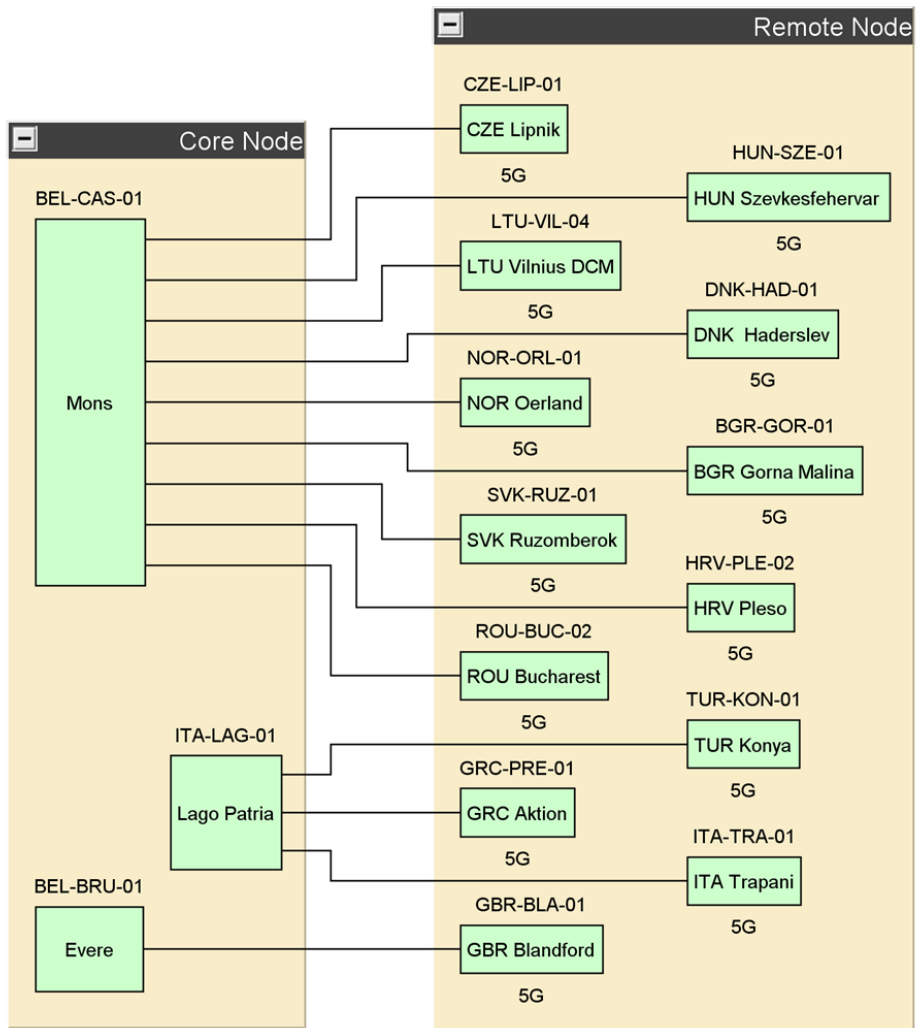 Remote Node
CZE-LIP-01
CZE Lipnik
5G
Core Node
BEL-CAS-01
Mons
HUN-SZE-01
HUN Szevkesfehervar
5G
LTU-VIL-04
LTU Vilnius DCM
5G
DNK-HAD-01
DNK  Haderslev
5G
NOR-ORL-01
NOR Oerland
5G
BGR-GOR-01
BGR Gorna Malina
5G
SVK-RUZ-01
SVK Ruzomberok
5G
HRV-PLE-02
HRV Pleso
5G
ROU-BUC-02
ROU Bucharest
5G
TUR-KON-01
TUR Konya
5G
ITA-LAG-01
Lago Patria
GRC-PRE-01
GRC Aktion
5G
ITA-TRA-01
ITA Trapani
5G
BEL-BRU-01
Evere
GBR-BLA-01
GBR Blandford
5G